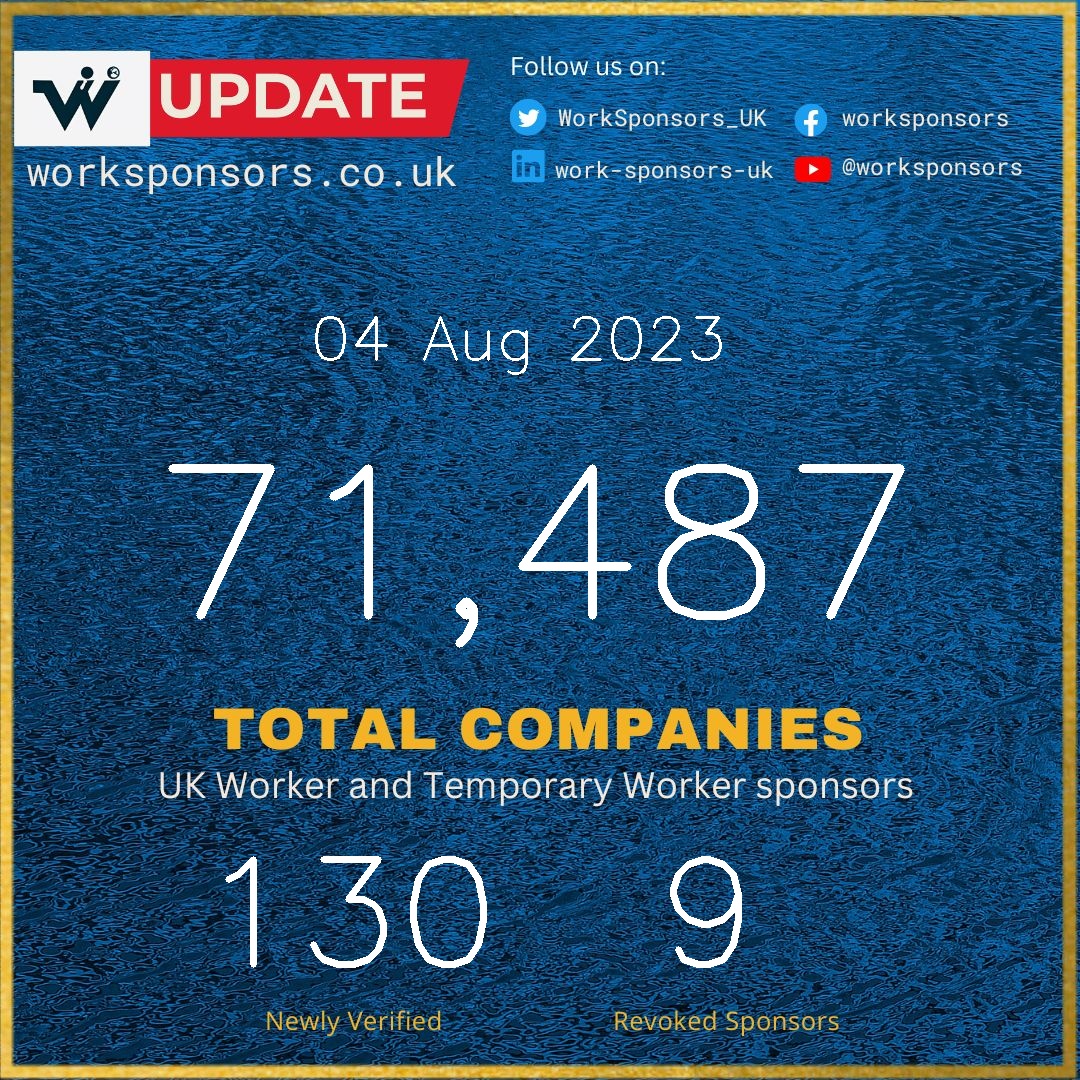 UPDATE
worksponsors.co.uk
Follow us on:
WorkSponsors_UK
worksponsors
work-sponsors-uk
@worksponsors
04 Aug 2023
71,487
TOTAL COMPANIES
UK Worker and Temporary Worker sponsors
130 9
Newly Verified Revoked Sponsors